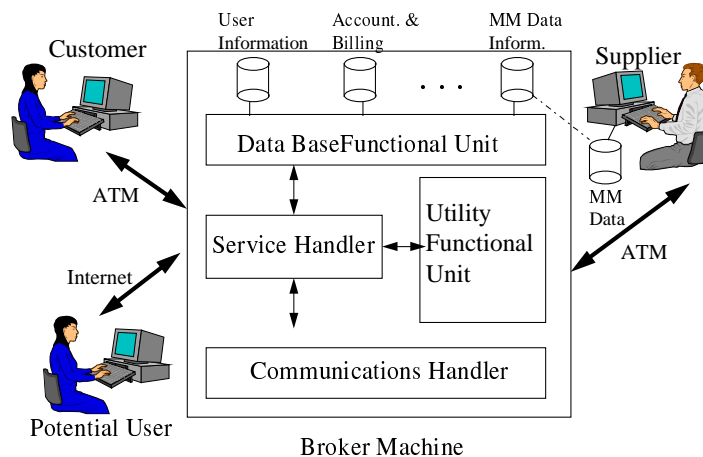 User
Information
Account. &
Billing
MM Data
Inform.
Customer
Supplier
. . .
Data BaseFunctional Unit
MM
Data
ATM
Utility
Functional
Unit
Service Handler
ATM
Internet
Communications Handler
Potential User
Broker Machine